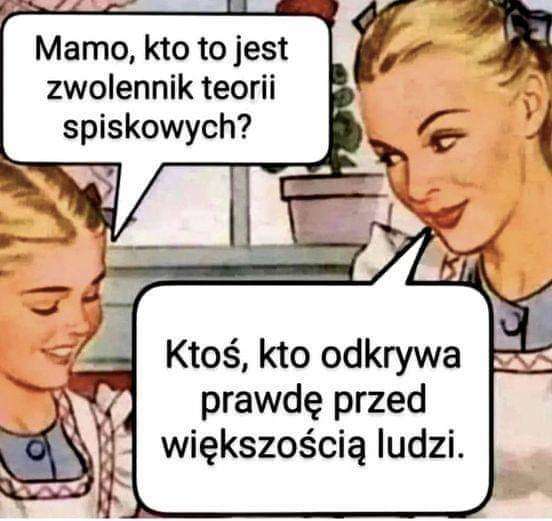 Mamo, kto to jest
zwolennik teorii
spiskowych?
Ktoś, kto odkrywa
prawdę przed
większością ludzi.